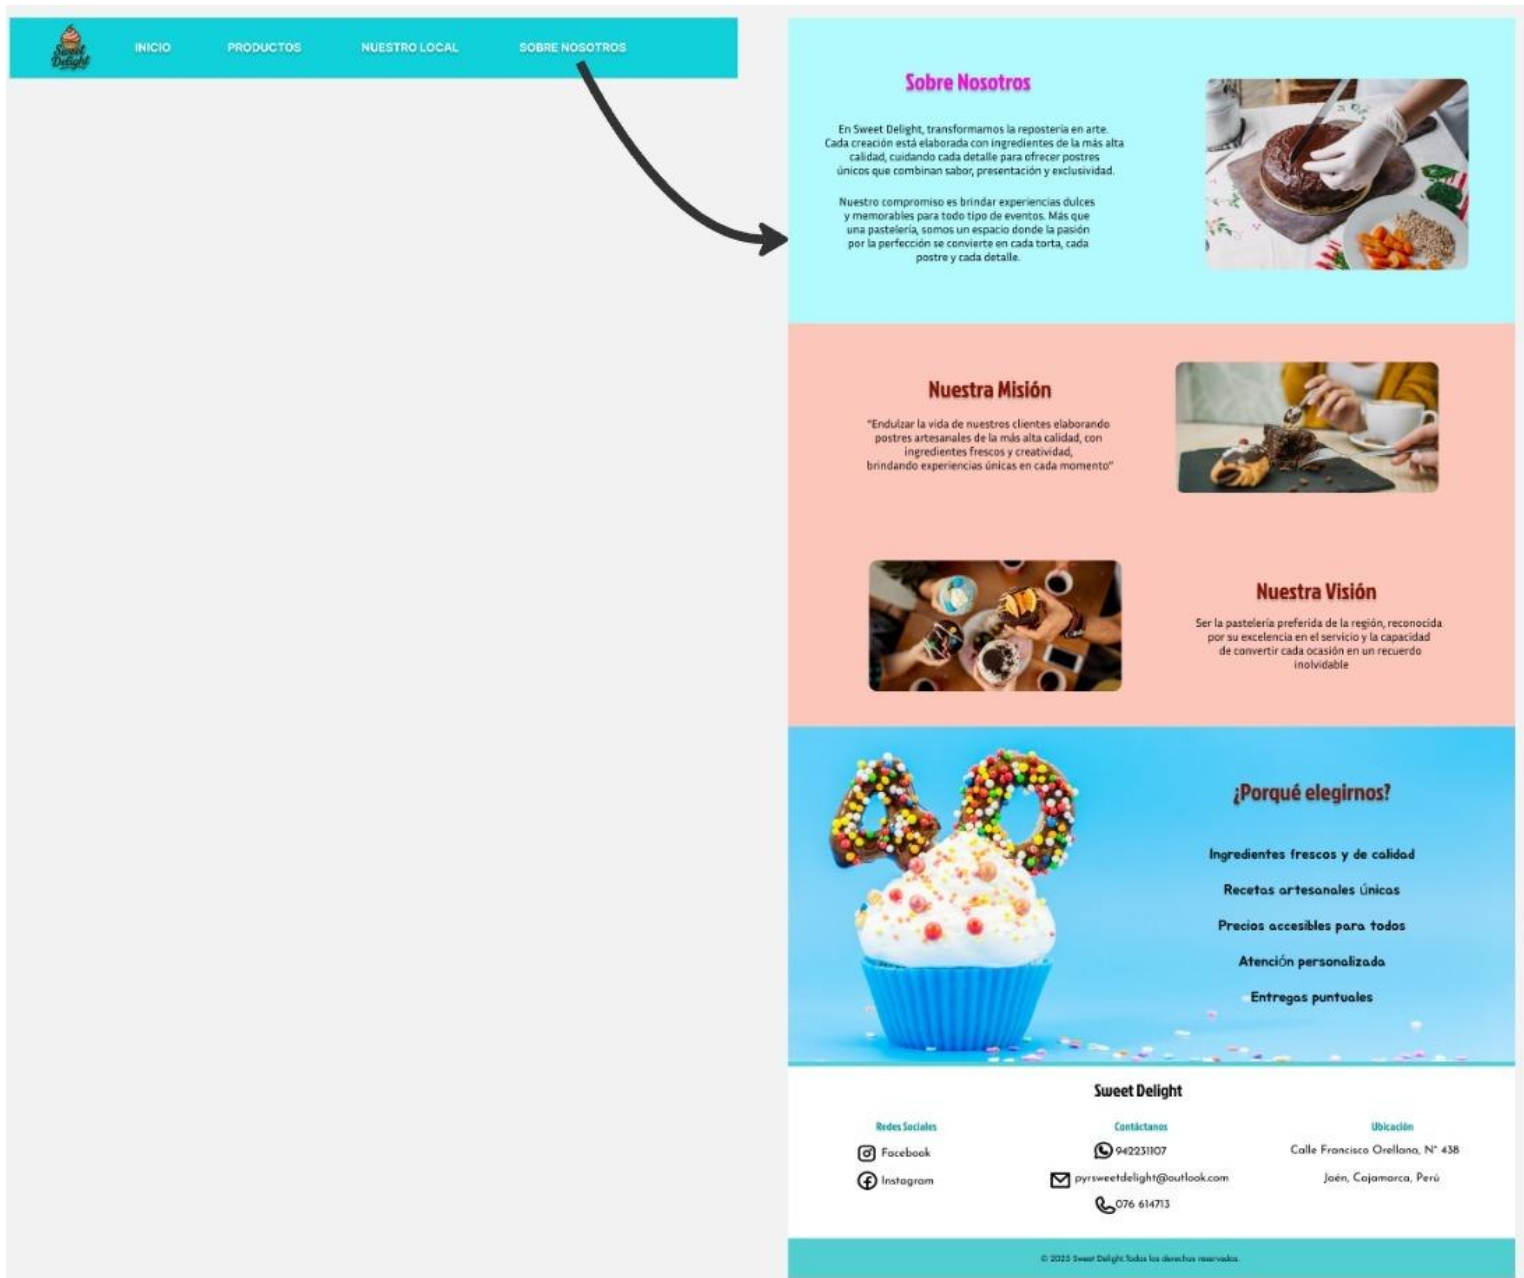 Sweet
Delight
INICIO
PRODUCTOS
NUESTRO LOCAL
SOBRE NOSOTROS
Sobre Nosotros
En Sweet Delight, transformamos la repostería en arte.
Cada creación está elaborada con ingredientes de la más alta
calidad, cuidando cada detalle para ofrecer postres
únicos que combinan sabor, presentación y exclusividad.
Nuestro compromiso es brindar experiencias dulces
y memorables para todo tipo de eventos. Más que
una pastelería, somos un espacio donde la pasión
por la perfección se convierte en cada torta, cada
postre y cada detalle.
Nuestra Misión
"Endulzar la vida de nuestros clientes elaborando
postres artesanales de la más alta calidad, con
ingredientes frescos y creatividad,
brindando experiencias únicas en cada momento"
Nuestra Visión
Ser la pastelería preferida de la región, reconocida
por su excelencia en el servicio y la capacidad
de convertir cada ocasión en un recuerdo
inolvidable
40
¿Porqué elegirnos?
Ingredientes frescos y de calidad
Recetas artesanales únicas
Precios accesibles para todos
Atención personalizada
Entregas puntuales
Sweet Delight
Redes Sociales
Facebook
Instagram
Contáctanos
942231107
pyrsweetdelight@outlook.com
076 614713
Ubicación
Calle Francisco Orellana, N° 438
Jaén, Cajamarca, Perú
© 2025 Sweet Delight.Todos los derechos reservados.